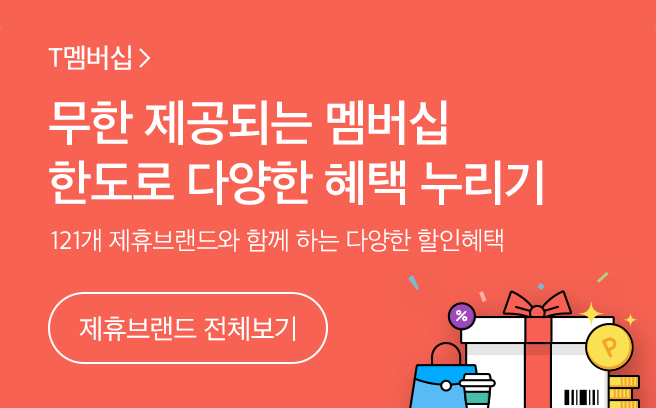 T멤버십 >
무한 제공되는 멤버십
한도로 다양한 혜택 누리기
121개 제휴브랜드와 함께 하는 다양한 할인혜택
제휴브랜드 전체보기
%
P